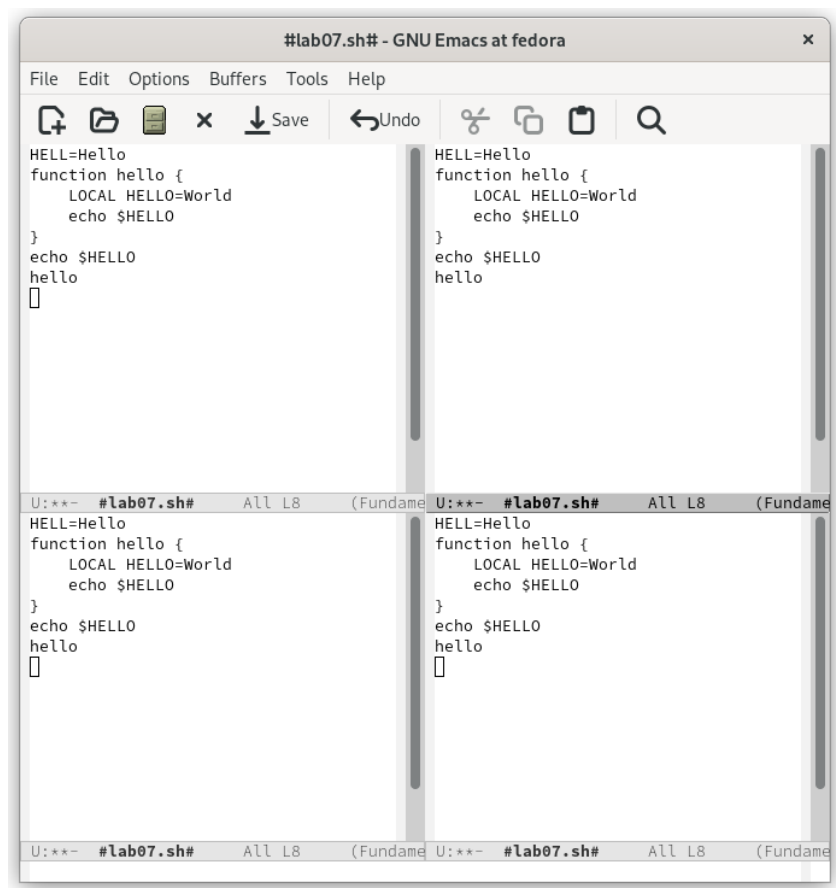 #lab07.sh# - GNU Emacs at fedora ×
File Edit Options Buffers Tools Help
Save Undo
HELL=Hello
function hello {
    LOCAL HELLO=World
    echo $HELLO
}
echo $HELLO
hello
U:**- #lab07.sh# All L8 (Fundame
HELL=Hello
function hello {
    LOCAL HELLO=World
    echo $HELLO
}
echo $HELLO
hello
U:**- #lab07.sh# All L8 (Fundame
HELL=Hello
function hello {
    LOCAL HELLO=World
    echo $HELLO
}
echo $HELLO
hello
U:**- #lab07.sh# All L8 (Fundame
HELL=Hello
function hello {
    LOCAL HELLO=World
    echo $HELLO
}
echo $HELLO
hello
U:**- #lab07.sh# All L8 (Fundame